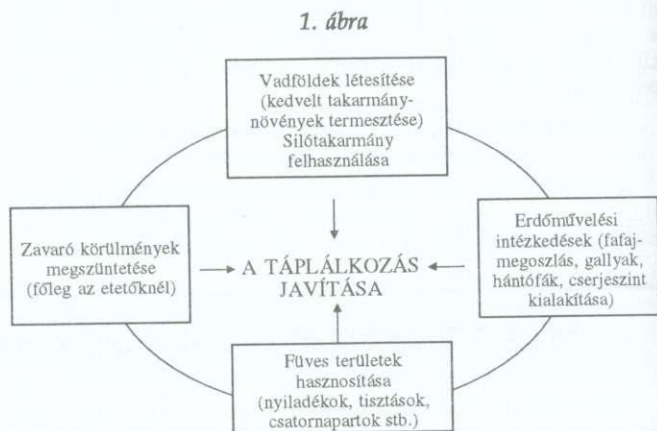 1. ábra
Vadföldek létesítése
(kedvelt takarmány-
növények termesztése)
Silótakarmány
felhasználása
Zavaró körülmények
megszüntetése
(főleg az etetőknél)
A TÁPLÁLKOZÁS
JAVÍTÁSA
Erdőművelési
intézkedések (fafaj-
megoszlás, gallyak,
hántófák, cserjeszint
kialakítása)
Füves területek
hasznosítása
(nyiladékok, tisztások,
csatornapartok stb.)